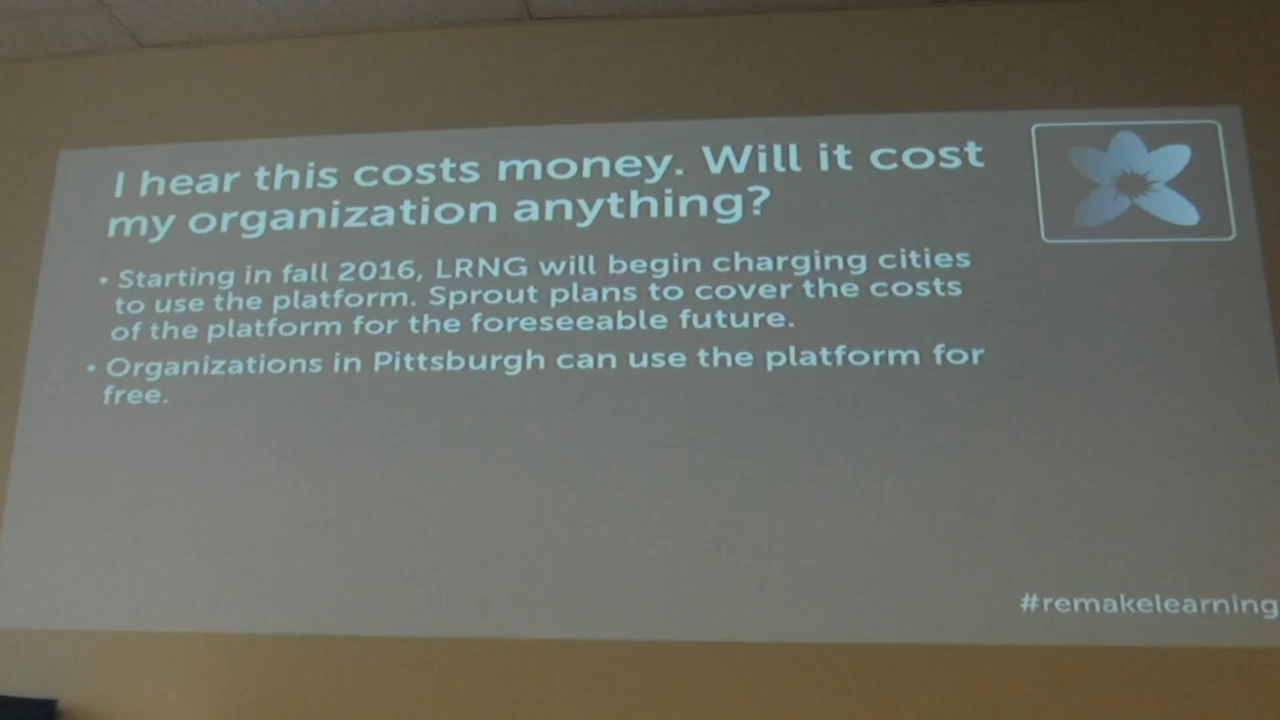 I hear this costs money. Will it cost
my organization anything?
• Starting in fall 2016, LRNG will begin charging cities
to use the platform. Sprout plans to cover the costs
of the platform for the foreseeable future.
• Organizations in Pittsburgh can use the platform for
free.
#remakelearning